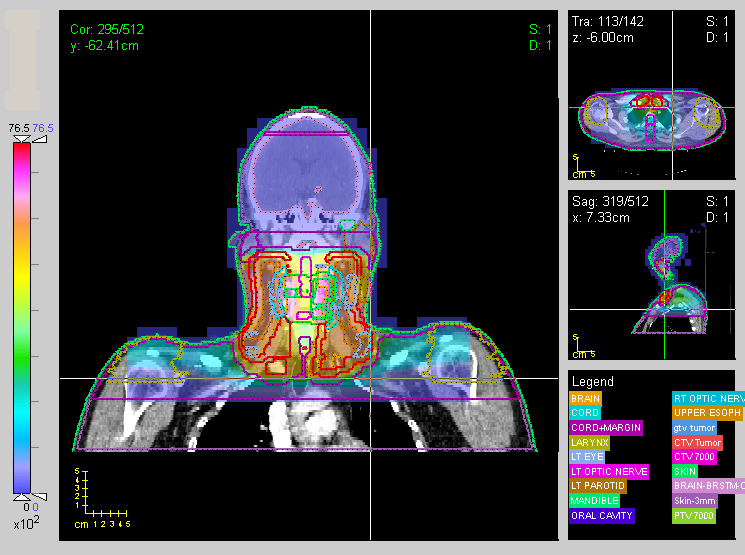 Cor: 295/512
y: -62.41cm
S: 1
D: 1
Tra: 113/142
z: -6.00cm
S: 1
D: 1
S
cm 5
76.5 76.5
0 0
x10²
Sag: 319/512
x: 7.33cm
S: 1
D: 1
S
cm 5
5
4
3
2
1
cm 1 2 3 4 5
Legend
BRAIN
CORD
CORD+MARGIN
LARYNX
LT EYE
LT OPTIC NERVE
LT PAROTID
MANDIBLE
ORAL CAVITY
RT OPTIC NERV
UPPER ESOPH
gtv tumor
CTV Tumor
CTV 7000
SKIN
BRAIN-BRSTM-C
Skin-3mm
PTV 7000